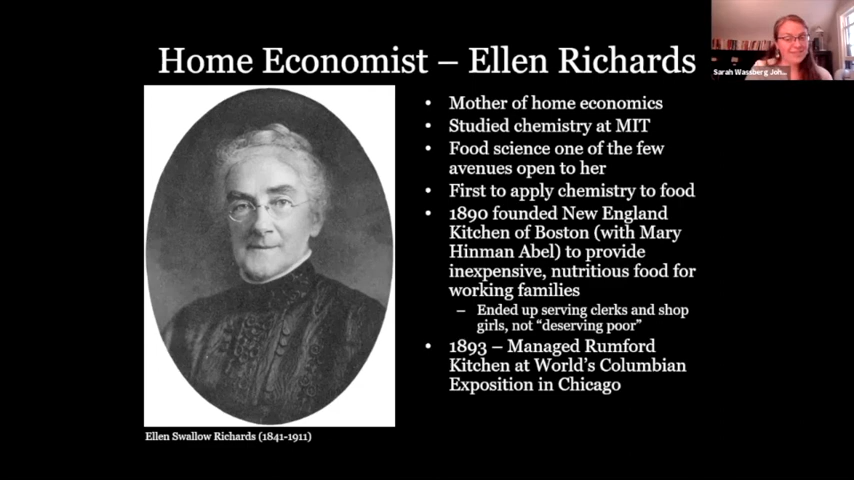 Home Economist – Ellen Richards
Sarah Wassberg Joh...
• Mother of home economics
• Studied chemistry at MIT
• Food science one of the few
avenues open to her
• First to apply chemistry to food
• 1890 founded New England
Kitchen of Boston (with Mary
Hinman Abel) to provide
inexpensive, nutritious food for
working families
– Ended up serving clerks and shop
girls, not “deserving poor”
• 1893 – Managed Rumford
Kitchen at World’s Columbian
Exposition in Chicago
Ellen Swallow Richards (1841-1911)